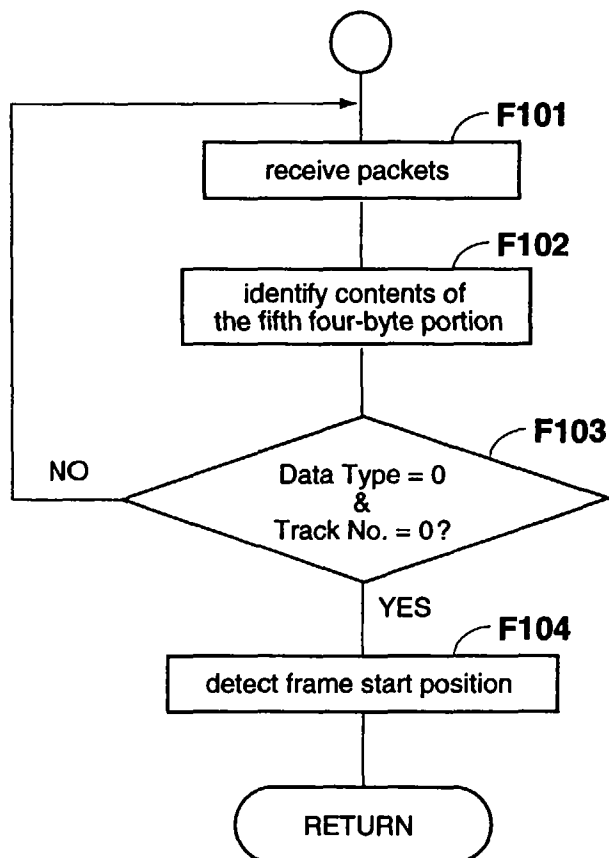 F101
receive packets
F102
identify contents of
the fifth four-byte portion
F103
NO
Data Type = 0
&
Track No. = 0?
YES
F104
detect frame start position
RETURN